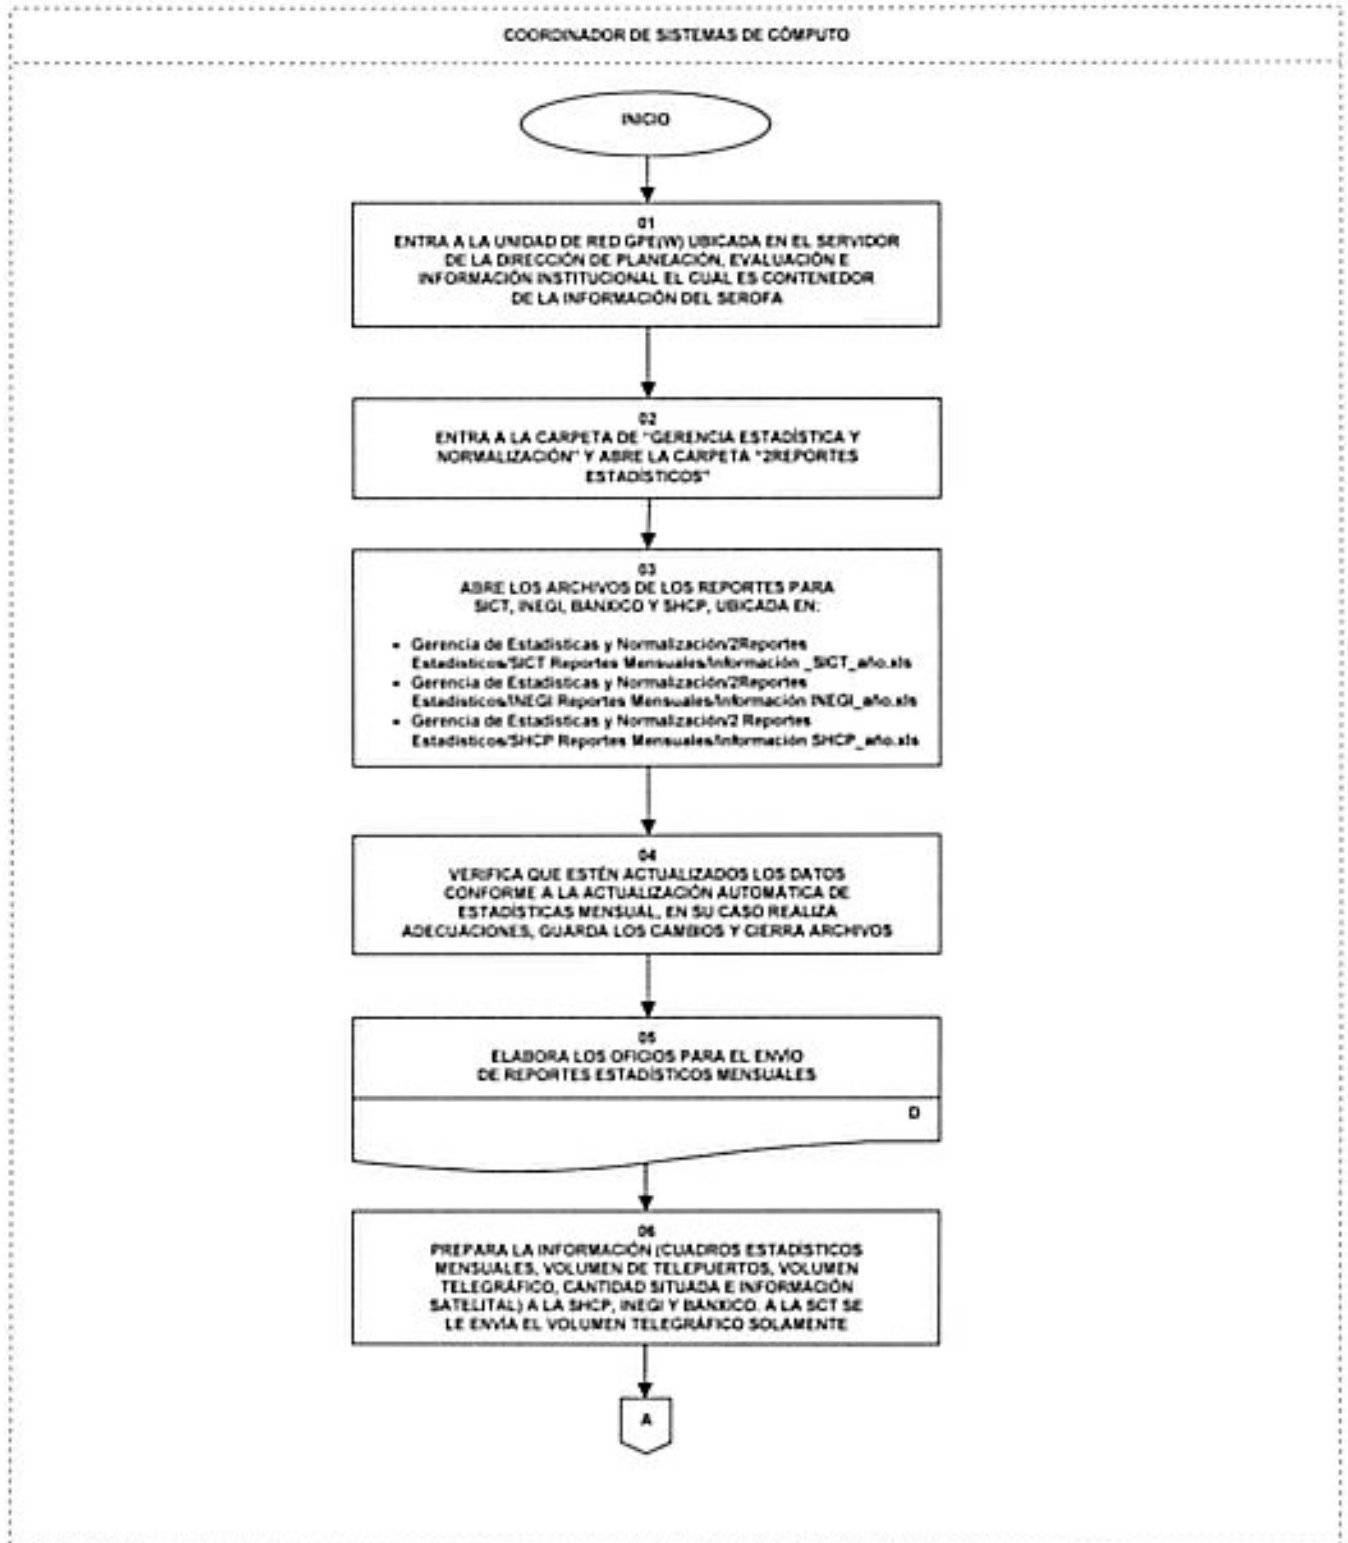 COORDINADOR DE SISTEMAS DE CÓMPUTO
INICIO
01
ENTRA A LA UNIDAD DE RED GPE(W) UBICADA EN EL SERVIDOR
DE LA DIRECCIÓN DE PLANEACIÓN, EVALUACIÓN E
INFORMACIÓN INSTITUCIONAL EL CUAL ES CONTENEDOR
DE LA INFORMACIÓN DEL SEROFA
02
ENTRA A LA CARPETA DE "GERENCIA ESTADÍSTICA Y
NORMALIZACIÓN" Y ABRE LA CARPETA "2REPORTES
ESTADÍSTICOS"
03
ABRE LOS ARCHIVOS DE LOS REPORTES PARA
SICT, INEGI, BANXICO Y SHCP, UBICADA EN:
• Gerencia de Estadísticas y Normalización/2Reportes
Estadísticos/SICT Reportes Mensuales/Información _SICT_año.xls
• Gerencia de Estadísticas y Normalización/2Reportes
Estadísticos/INEGI Reportes Mensuales/Información INEGI_año.xls
• Gerencia de Estadísticas y Normalización/2 Reportes
Estadísticos/SHCP Reportes Mensuales/Información SHCP_año.xls
04
VERIFICA QUE ESTÉN ACTUALIZADOS LOS DATOS
CONFORME A LA ACTUALIZACIÓN AUTOMÁTICA DE
ESTADÍSTICAS MENSUAL, EN SU CASO REALIZA
ADECUACIONES, GUARDA LOS CAMBIOS Y CIERRA ARCHIVOS
05
ELABORA LOS OFICIOS PARA EL ENVÍO
DE REPORTES ESTADÍSTICOS MENSUALES
D
06
PREPARA LA INFORMACIÓN (CUADROS ESTADÍSTICOS
MENSUALES, VOLUMEN DE TELEPUERTOS, VOLUMEN
TELEGRÁFICO, CANTIDAD SITUADA E INFORMACIÓN
SATELITAL) A LA SHCP, INEGI Y BANXICO. A LA SCT SE
LE ENVÍA EL VOLUMEN TELEGRÁFICO SOLAMENTE
A